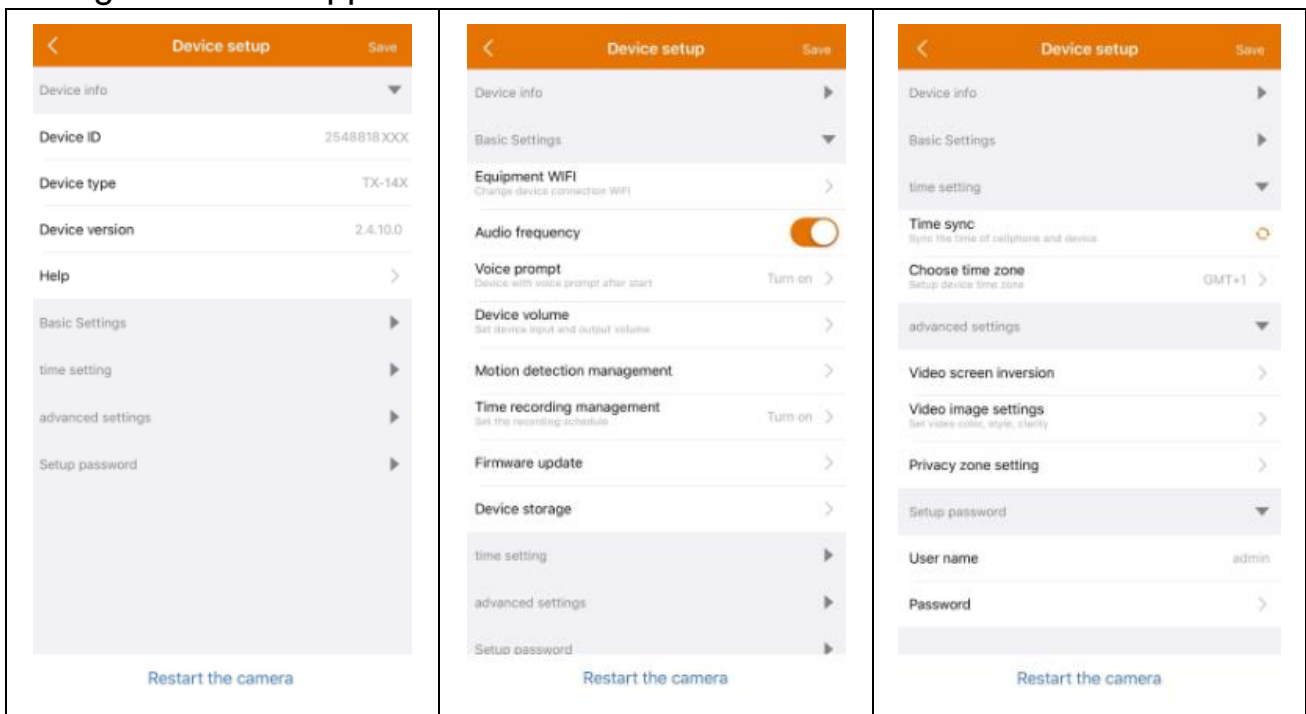 Device setup Save
Device info
Device ID 2548818XXX
Device type TX-14X
Device version 2.4.10.0
Help
Basic Settings
time setting
advanced settings
Setup password
Restart the camera
Device setup Save
Device info
Basic Settings
Equipment WIFI
Change device connection WIFI
Audio frequency
Voice prompt
Device with voice prompt after start
Turn on
Device volume
Set device input and output volume
Motion detection management
Time recording management
Set the recording schedule
Turn on
Firmware update
Device storage
time setting
advanced settings
Setup password
Restart the camera
Device setup Save
Device info
Basic Settings
time setting
Time sync
Sync the time of cellphone and device
Choose time zone
Setup device time zone
GMT+1
advanced settings
Video screen inversion
Video image settings
Set video color, style, clarity
Privacy zone setting
Setup password
User name admin
Password
Restart the camera